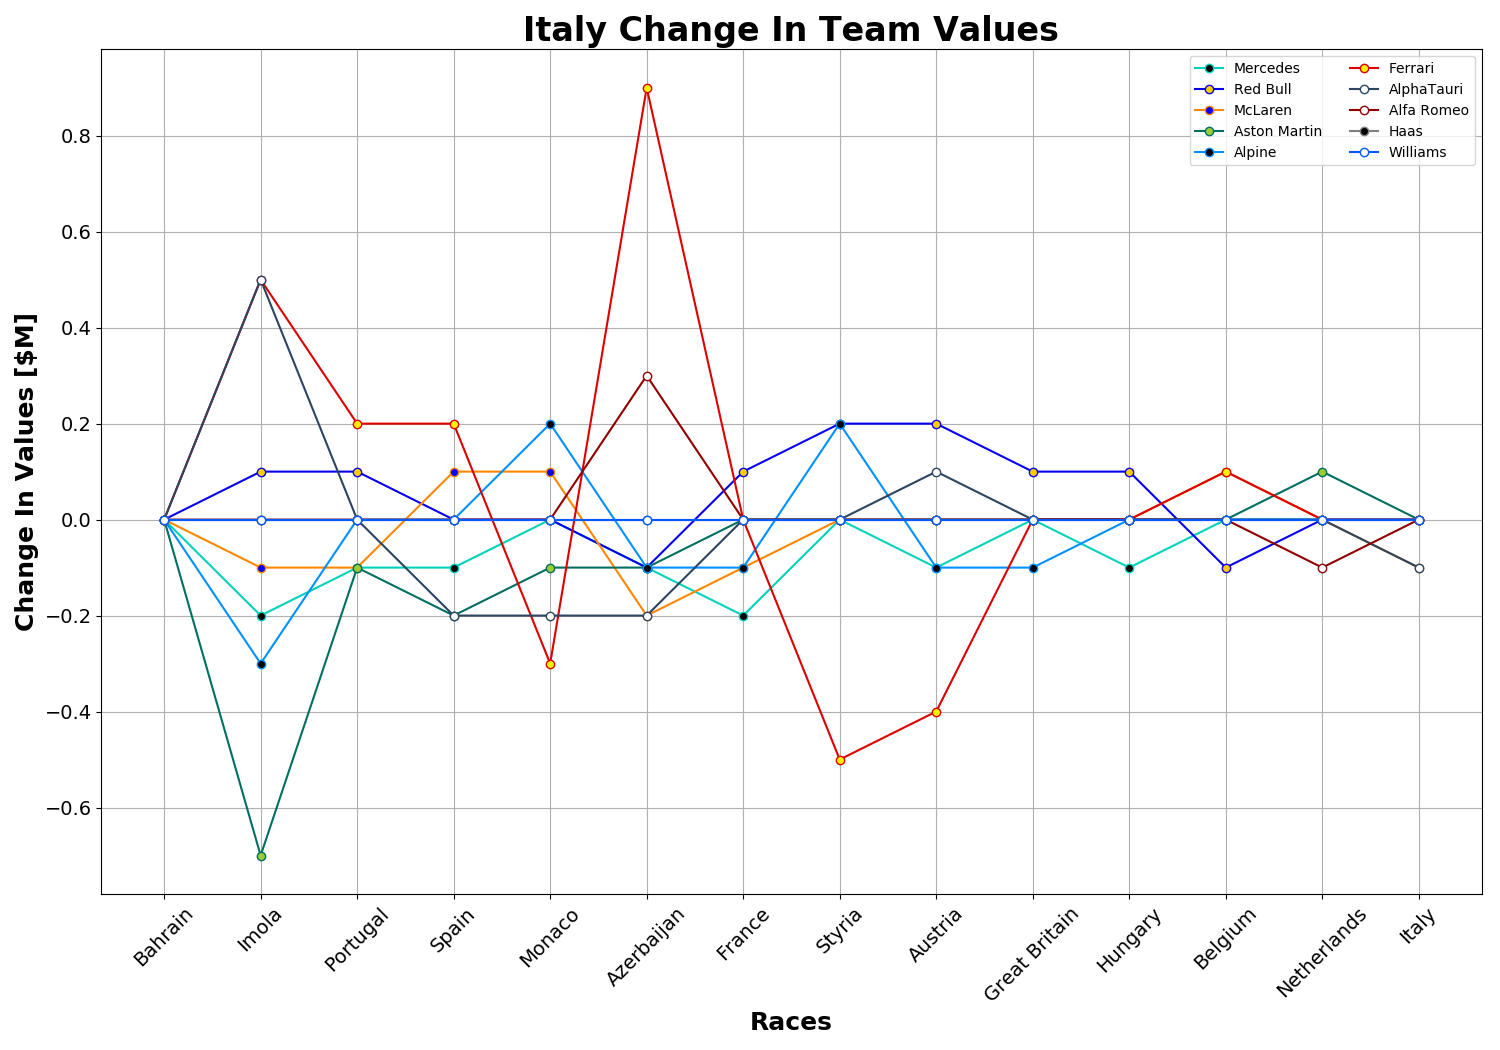 Italy Change In Team Values
Mercedes
Red Bull
McLaren
Aston Martin
Alpine
Ferrari
AlphaTauri
Alfa Romeo
Haas
Williams
Change In Values [$M]
0.8
0.6
0.4
0.2
0.0
−0.2
−0.4
−0.6
Bahrain
Imola
Portugal
Spain
Monaco
Azerbaijan
France
Styria
Austria
Great Britain
Hungary
Belgium
Netherlands
Italy
Races